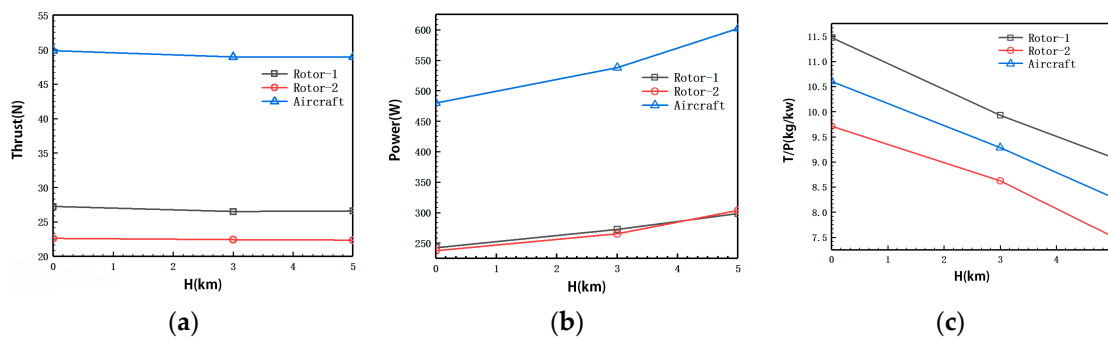 55
50
45
40
35
30
25
20
Thrust(N)
Rotor-1
Rotor-2
Aircraft
0 1 2 3 4 5
H(km)
(a)
600
550
500
450
400
350
300
250
Power(W)
Rotor-1
Rotor-2
Aircraft
0 1 2 3 4 5
H(km)
(b)
11.5
11.0
10.5
10.0
9.5
9.0
8.5
8.0
7.5
T/P(kg/kw)
Rotor-1
Rotor-2
Aircraft
0 2 4
H(km)
(c)